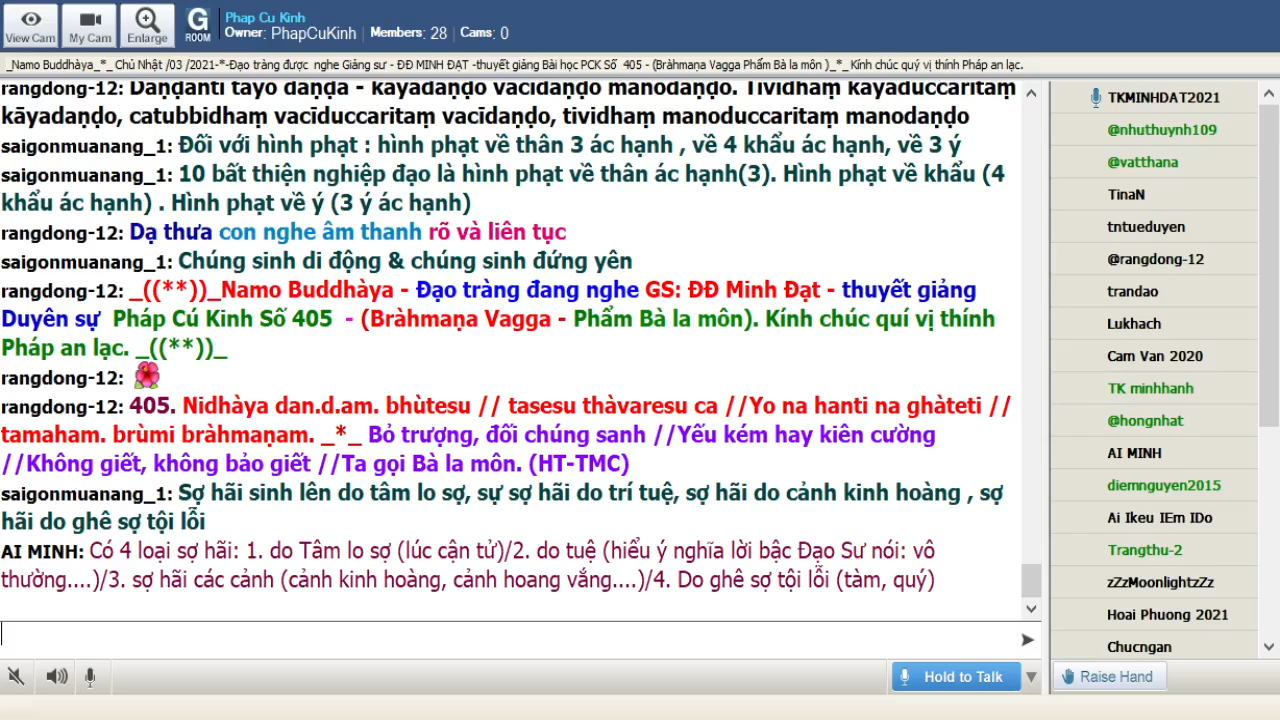 View Cam
My Cam
Enlarge
G
ROOM
Phap Cu Kinh
Owner: PhapCuKinh | Members: 28 | Cams: 0
_Namo Buddhàya_*_ Chủ Nhật /03 /2021-*-Đạo tràng được nghe Giảng sư - ĐĐ MINH ĐẠT -thuyết giảng Bài học PCK Số 405 - (Bràhmaṇa Vagga Phẩm Bà la môn )_*_ Kính chúc quý vị thính Pháp an lạc.
rangdong-12: Daṇḍānti tayo daṇḍā - kāyadaṇḍo vacīdaṇḍo manodaṇḍo. Tividhaṃ kāyaduccaritaṃ
kāyadaṇḍo, catubbidhaṃ vacīduccaritaṃ vacīdaṇḍo, tividhaṃ manoduccaritaṃ manodaṇḍo
saigonmuanang_1: Đối với hình phạt : hình phạt về thân 3 ác hạnh , về 4 khẩu ác hạnh, về 3 ý
saigonmuanang_1: 10 bất thiện nghiệp đạo là hình phạt về thân ác hạnh(3). Hình phạt về khẩu (4
khẩu ác hạnh) . Hình phạt về ý (3 ý ác hạnh)
rangdong-12: Dạ thưa con nghe âm thanh rõ và liên tục
saigonmuanang_1: Chúng sinh di động & chúng sinh đứng yên
rangdong-12: _((**))_Namo Buddhàya - Đạo tràng đang nghe GS: ĐĐ Minh Đạt - thuyết giảng
Duyên sự Pháp Cú Kinh Số 405 - (Bràhmaṇa Vagga - Phẩm Bà la môn). Kính chúc quí vị thính
Pháp an lạc. _((**))_
rangdong-12:
rangdong-12: 405. Nidhàya dan.d.am. bhùtesu // tasesu thàvaresu ca //Yo na hanti na ghàteti //
tamaham. brùmi bràhmaṇam. _*_ Bỏ trượng, đối chúng sanh //Yếu kém hay kiên cường
//Không giết, không bảo giết //Ta gọi Bà la môn. (HT-TMC)
saigonmuanang_1: Sợ hãi sinh lên do tâm lo sợ, sự sợ hãi do trí tuệ, sợ hãi do cảnh kinh hoàng , sợ
hãi do ghê sợ tội lỗi
AI MINH: Có 4 loại sợ hãi: 1. do Tâm lo sợ (lúc cận tử)/2. do tuệ (hiểu ý nghĩa lời bậc Đạo Sư nói: vô
thường....)/3. sợ hãi các cảnh (cảnh kinh hoàng, cảnh hoang vắng....)/4. Do ghê sợ tội lỗi (tàm, quý)
TKMINHDAT2021
@nhuthuynh109
@vatthana
TinaN
tntueduyen
@rangdong-12
trandao
Lukhach
Cam Van 2020
TK minhhanh
@hongnhat
AI MINH
diemnguyen2015
Ai Ikeu IEm IDo
Trangthu-2
zZzMoonlightzZz
Hoai Phuong 2021
Chucngan
Hold to Talk
Raise Hand